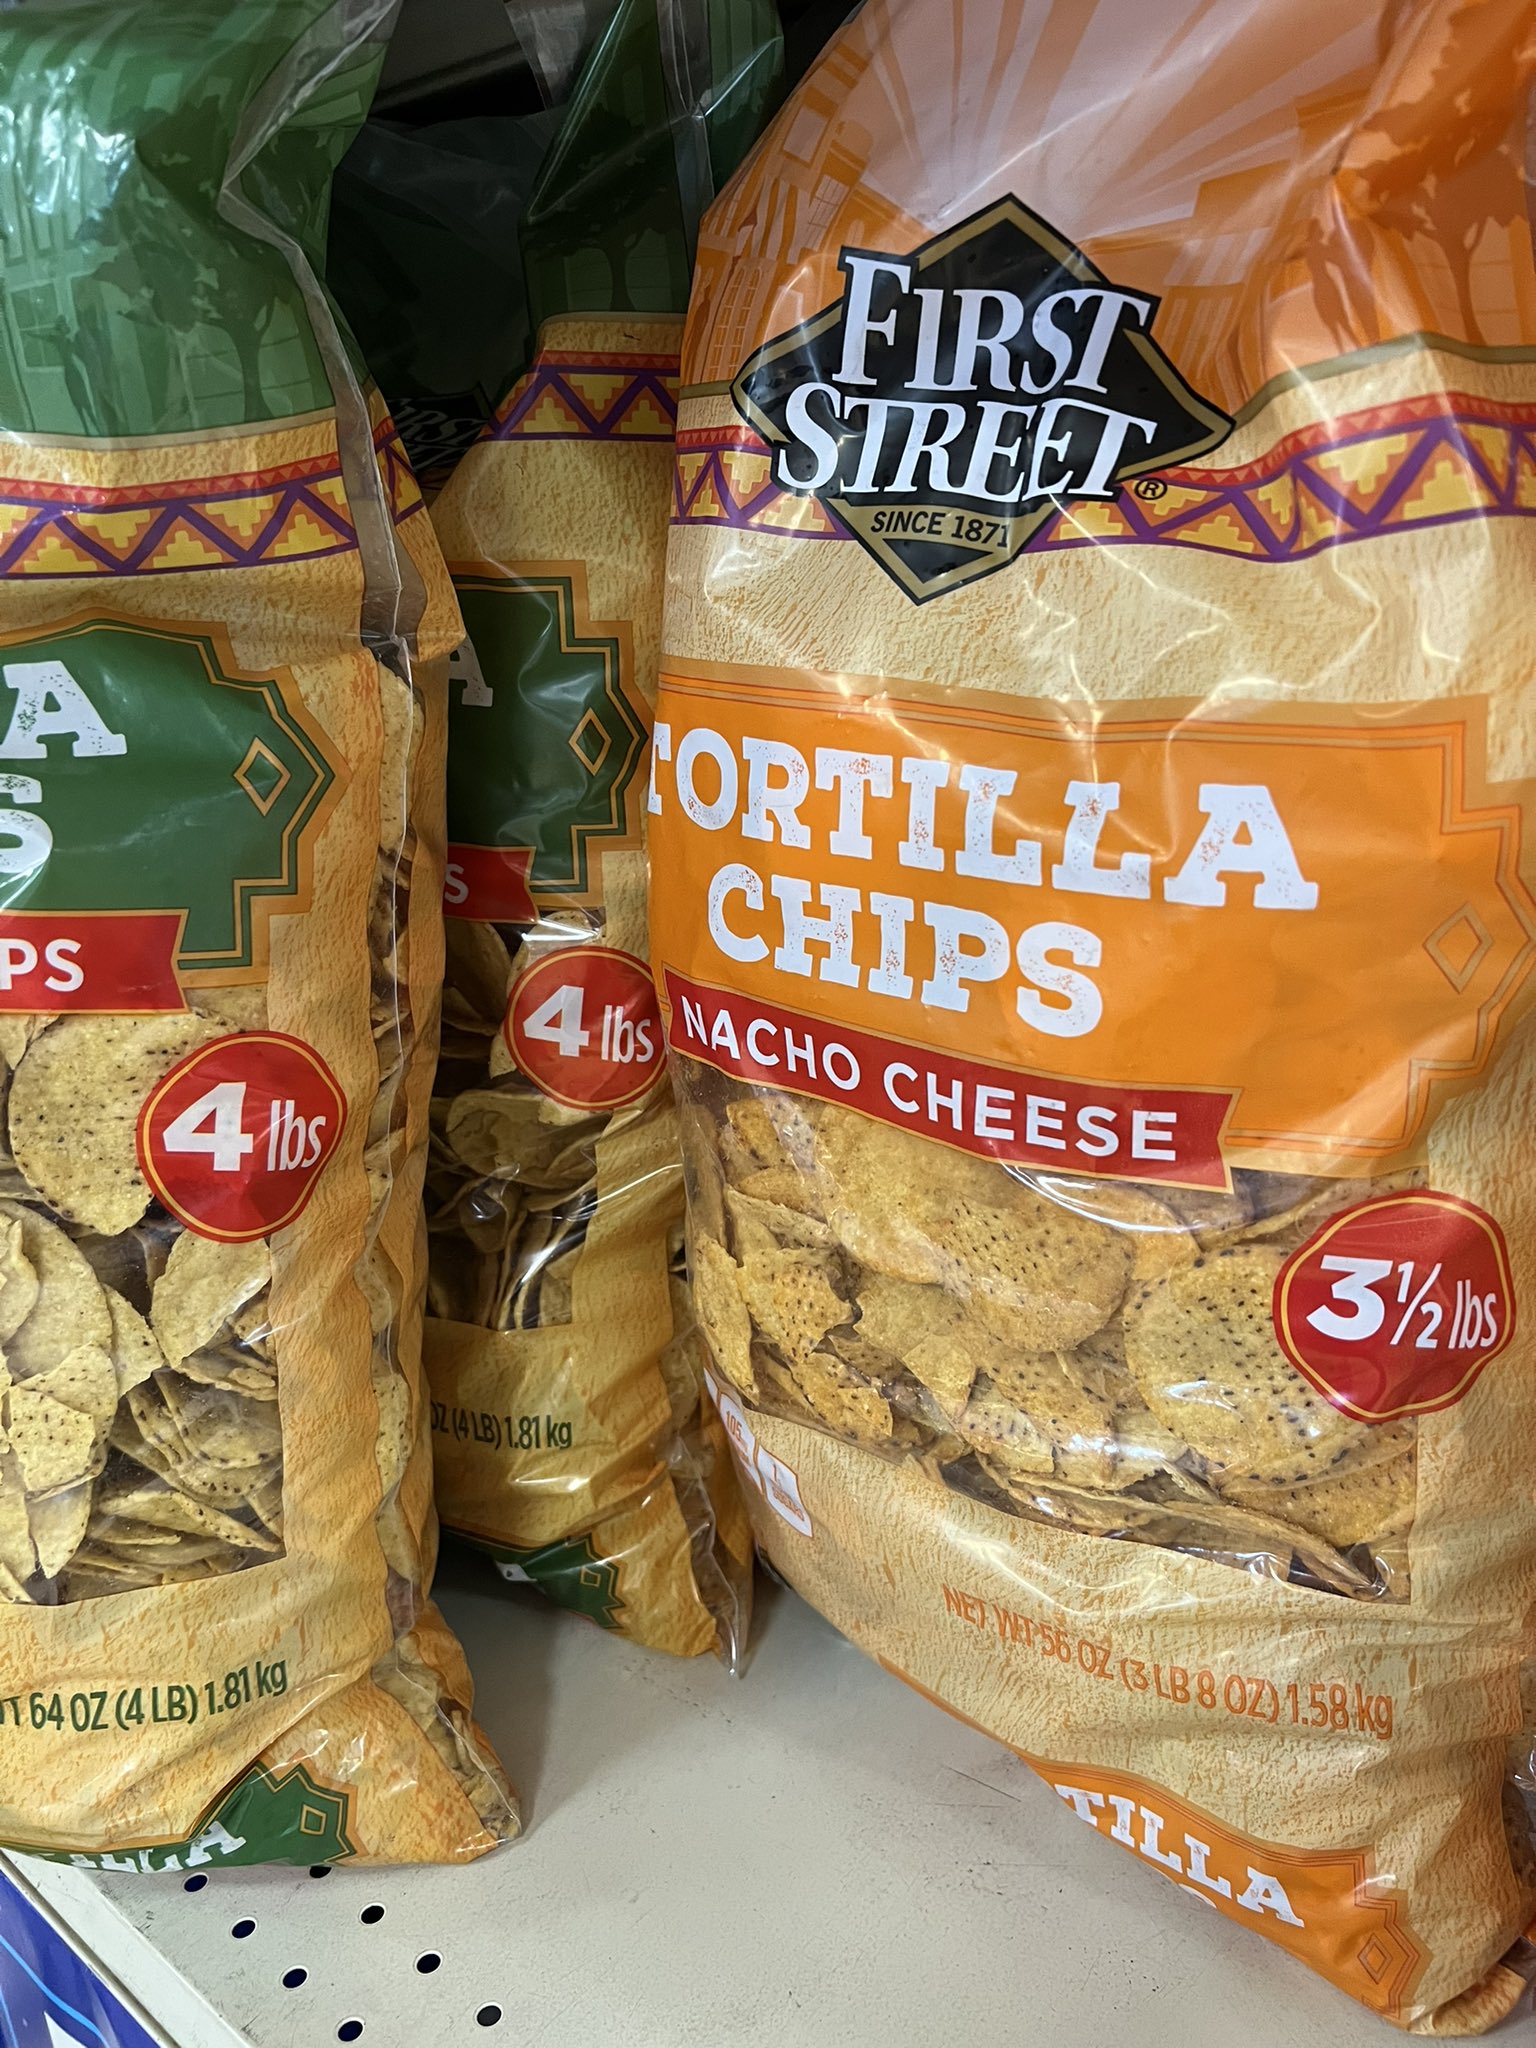 FIRST
STREET®
SINCE 1871
TORTILLA
CHIPS
NACHO CHEESE
3½ lbs
NET WT 56 OZ (3 LB 8 OZ) 1.58 kg
TILLA
A
S
PS
4 lbs
64 OZ (4 LB) 1.81 kg
A
S
4 lbs
OZ (4 LB) 1.81 kg